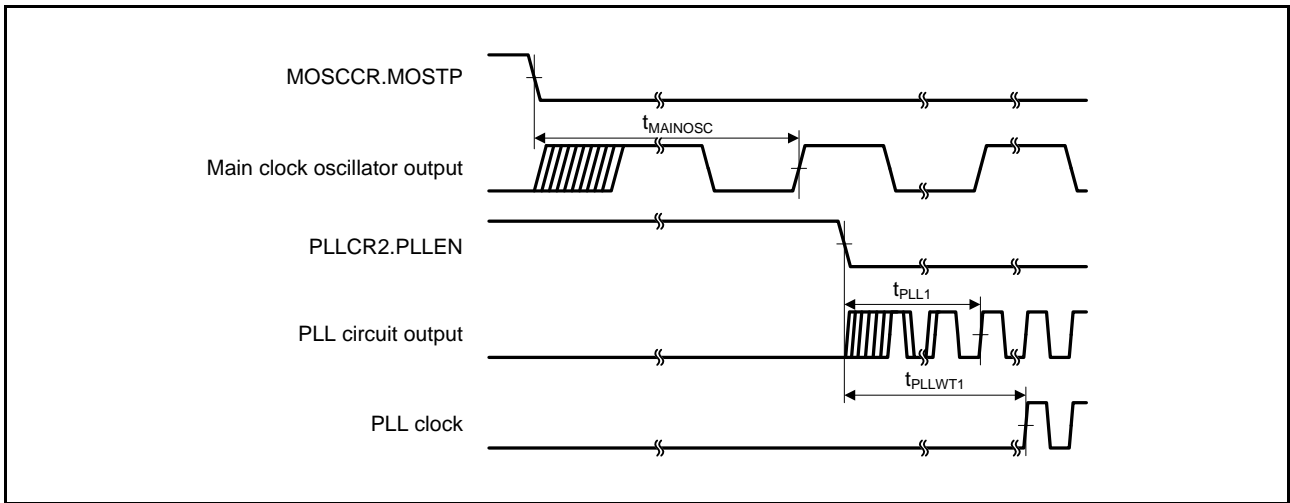 MOSCCR.MOSTP
tMAINOSC
Main clock oscillator output
PLLCR2.PLLEN
tPLL1
PLL circuit output
tPLLWT1
PLL clock